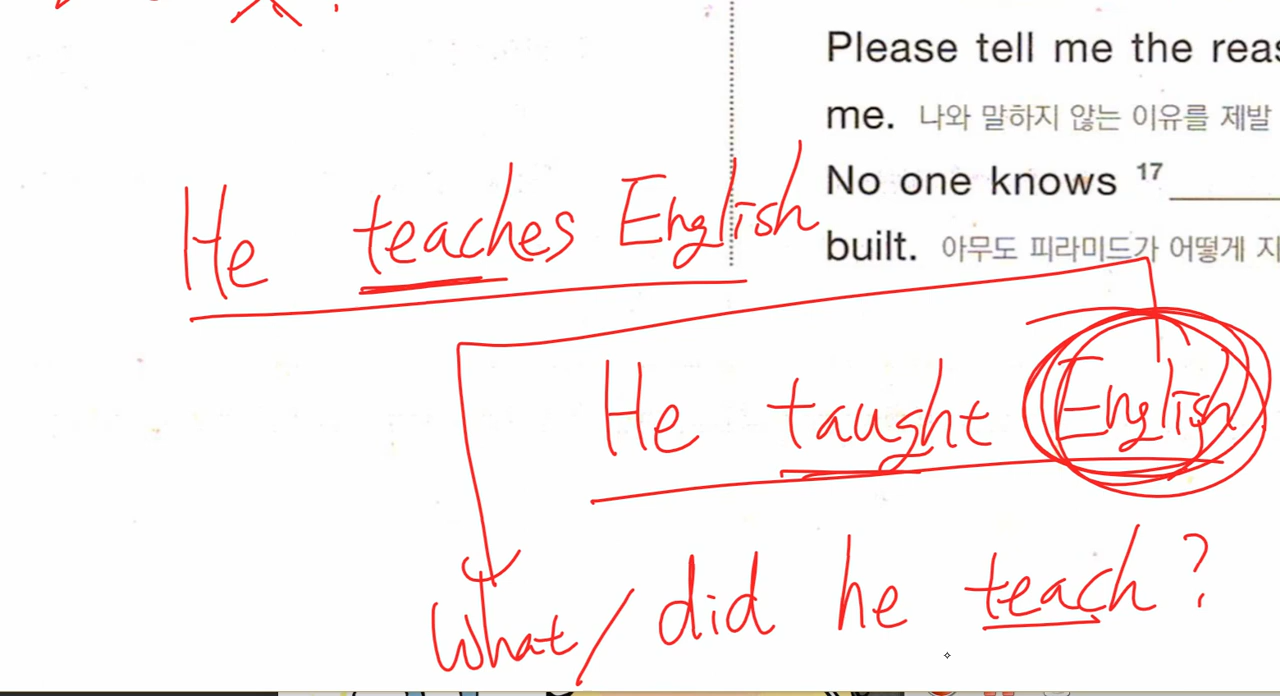 Please tell me the
me. 나와 말하지 않는 이유를 제발
No one knows 17
built. 아무도 피라미드가 어떻게
He teaches English
He taught English
What / did he teach?